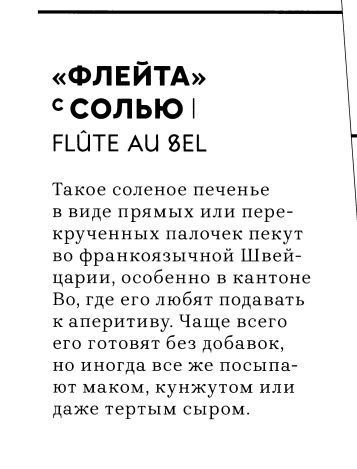 «ФЛЕЙТА»
с СОЛЬЮ |
FLÛTE AU SEL
Такое соленое печенье
в виде прямых или пере-
крученных палочек пекут
во франкоязычной Швей-
царии, особенно в кантоне
Во, где его любят подавать
к аперитиву. Чаще всего
его готовят без добавок,
но иногда все же посыпа-
ют маком, кунжутом или
даже тертым сыром.